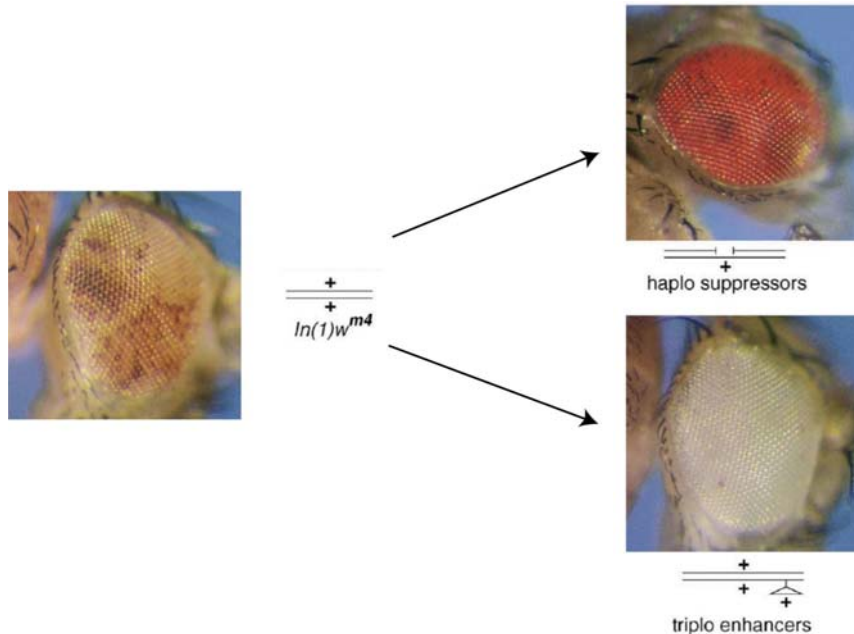 +
+
In(1)w^m4
+
haplo suppressors
+
+
+
triplo enhancers